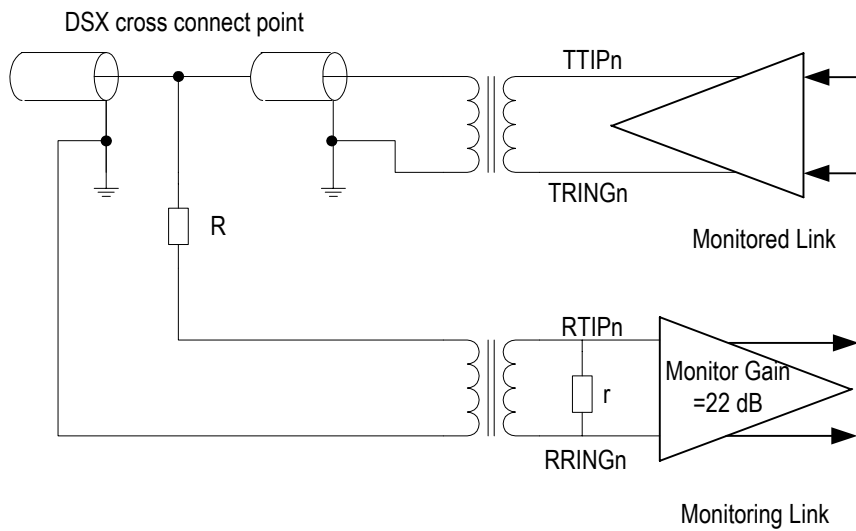 DSX cross connect point
TTIPn
TRINGn
R
Monitored Link
RTIPn
Monitor Gain
=22 dB
r
RRINGn
Monitoring Link